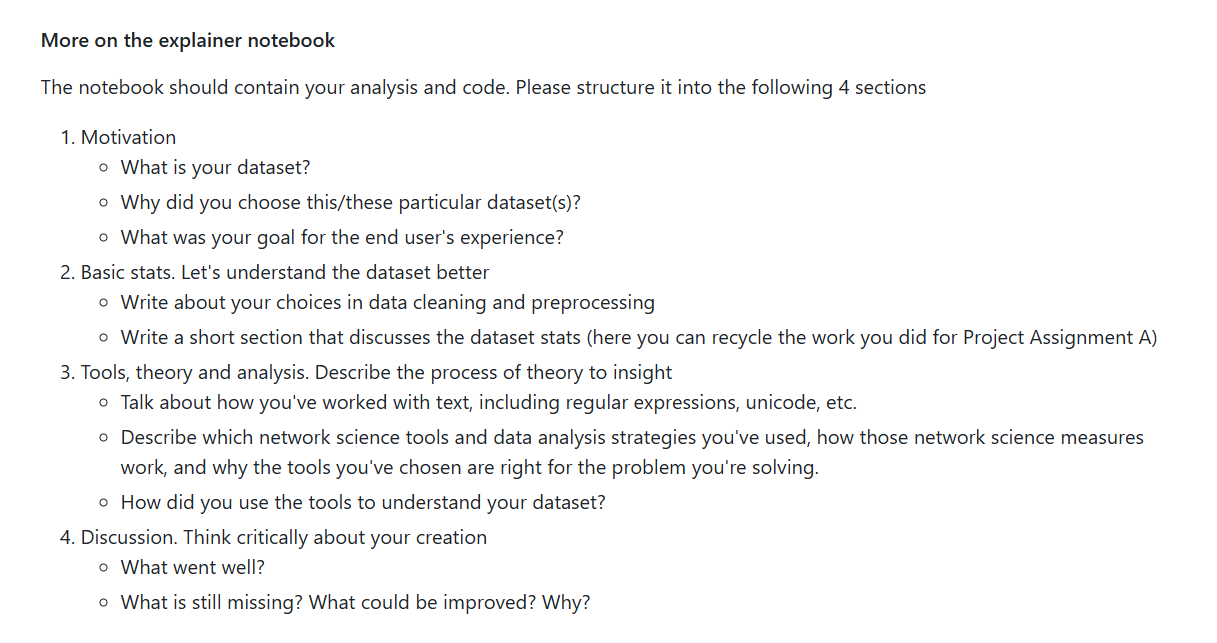 More on the explainer notebook
The notebook should contain your analysis and code. Please structure it into the following 4 sections
1. Motivation
○ What is your dataset?
○ Why did you choose this/these particular dataset(s)?
○ What was your goal for the end user's experience?
2. Basic stats. Let's understand the dataset better
○ Write about your choices in data cleaning and preprocessing
○ Write a short section that discusses the dataset stats (here you can recycle the work you did for Project Assignment A)
3. Tools, theory and analysis. Describe the process of theory to insight
○ Talk about how you've worked with text, including regular expressions, unicode, etc.
○ Describe which network science tools and data analysis strategies you've used, how those network science measures
work, and why the tools you've chosen are right for the problem you're solving.
○ How did you use the tools to understand your dataset?
4. Discussion. Think critically about your creation
○ What went well?
○ What is still missing? What could be improved? Why?